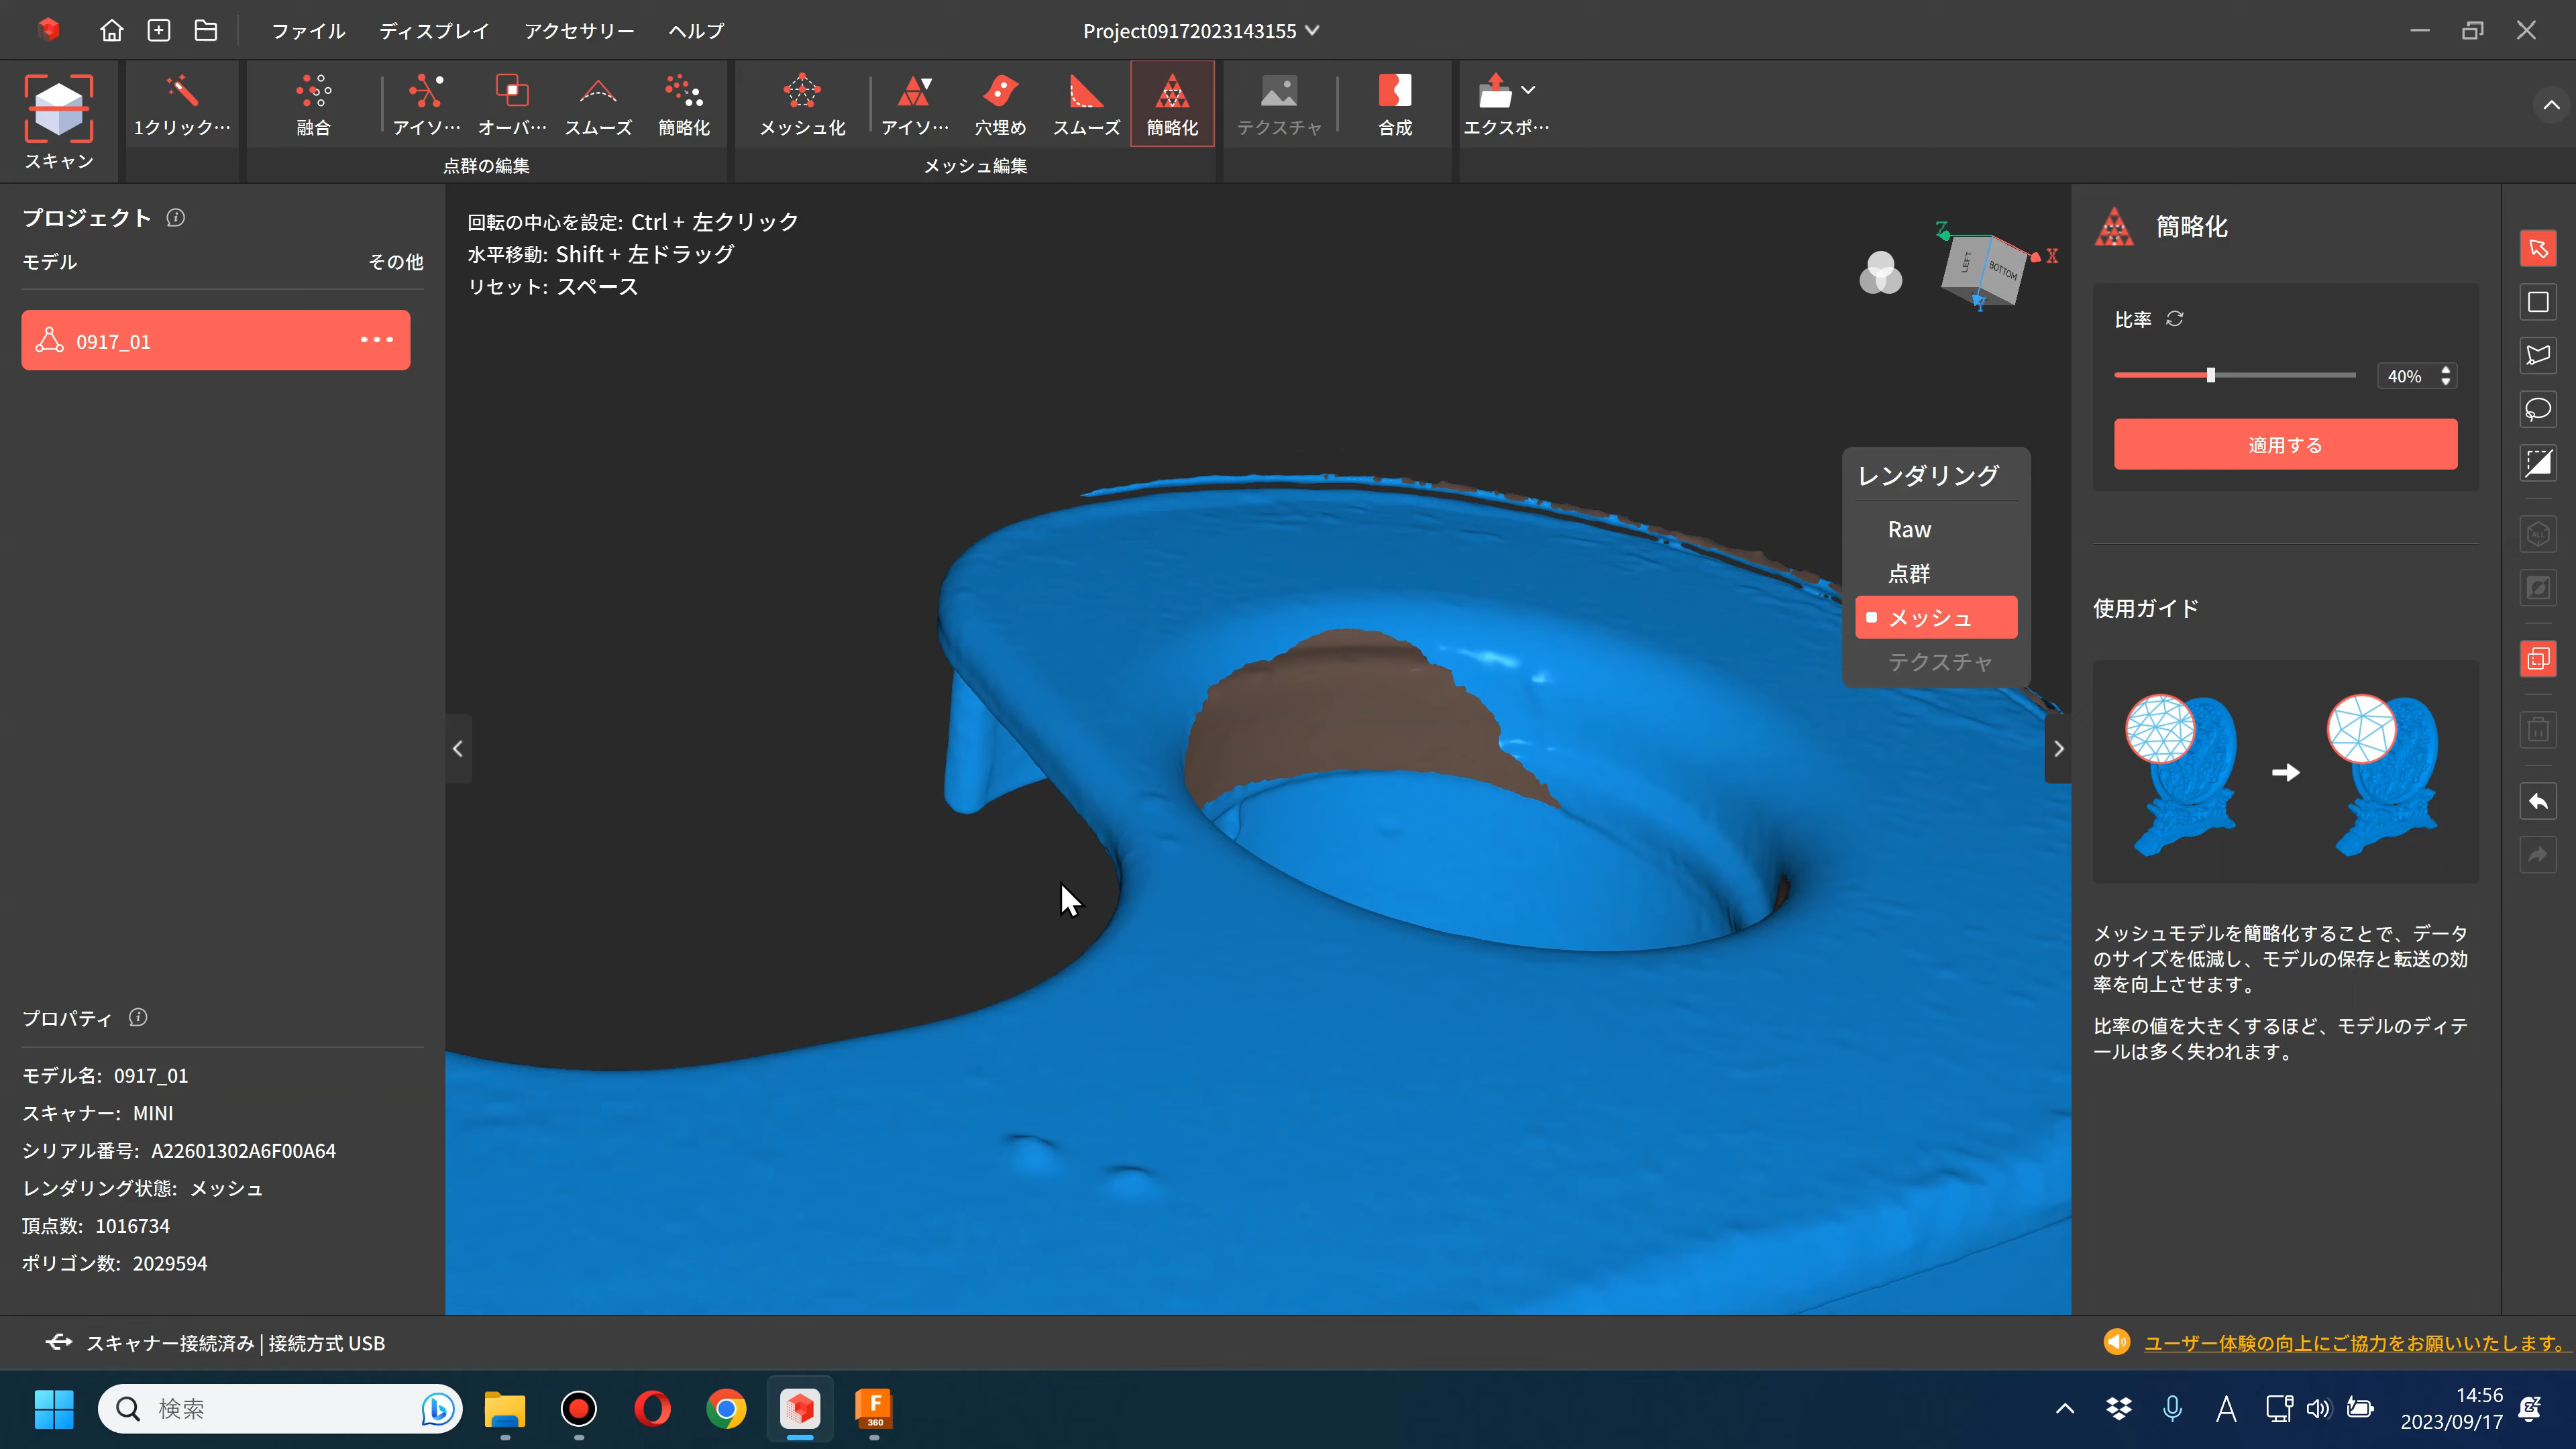 ファイル ディスプレイ アクセサリー ヘルプ
Project09172023143155
スキャン
1クリック…
融合
アイソ…
オーバ…
スムーズ
簡略化
点群の編集
メッシュ化
アイソ…
穴埋め
スムーズ
簡略化
メッシュ編集
テクスチャ
合成
エクスポ…
プロジェクト
モデル その他
0917_01
プロパティ
モデル名: 0917_01
スキャナー: MINI
シリアル番号: A22601302A6F00A64
レンダリング状態: メッシュ
頂点数: 1016734
ポリゴン数: 2029594
回転の中心を設定: Ctrl + 左クリック
水平移動: Shift + 左ドラッグ
リセット: スペース
Z
X
Y
LEFT
BOTTOM
レンダリング
Raw
点群
メッシュ
テクスチャ
簡略化
比率
40%
適用する
使用ガイド
メッシュモデルを簡略化することで、データ
のサイズを低減し、モデルの保存と転送の効
率を向上させます。
比率の値を大きくするほど、モデルのディテ
ールは多く失われます。
ALL
スキャナー接続済み | 接続方式 USB
ユーザー体験の向上にご協力をお願いいたします。
検索
F
360
A
14:56
2023/09/17